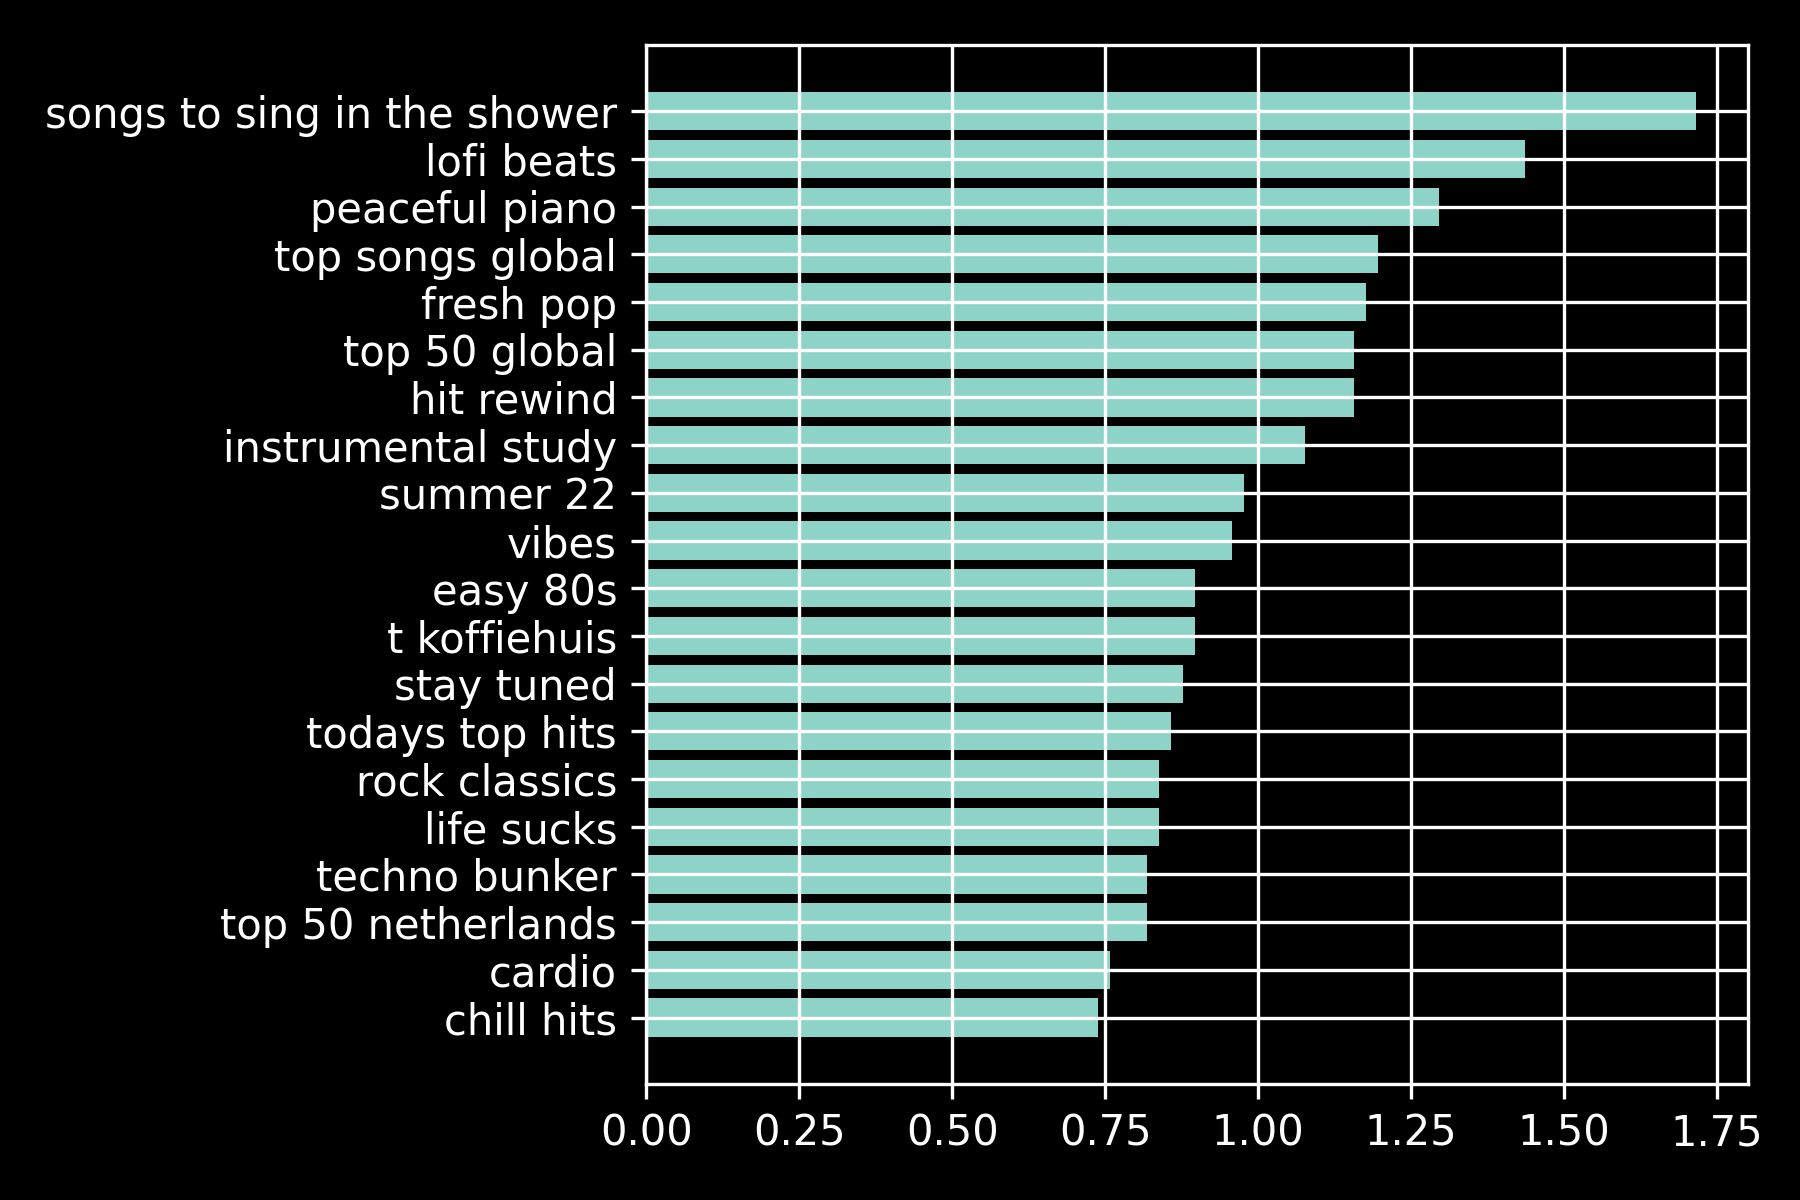 songs to sing in the shower
lofi beats
peaceful piano
top songs global
fresh pop
top 50 global
hit rewind
instrumental study
summer 22
vibes
easy 80s
t koffiehuis
stay tuned
todays top hits
rock classics
life sucks
techno bunker
top 50 netherlands
cardio
chill hits
0.00 0.25 0.50 0.75 1.00 1.25 1.50 1.75